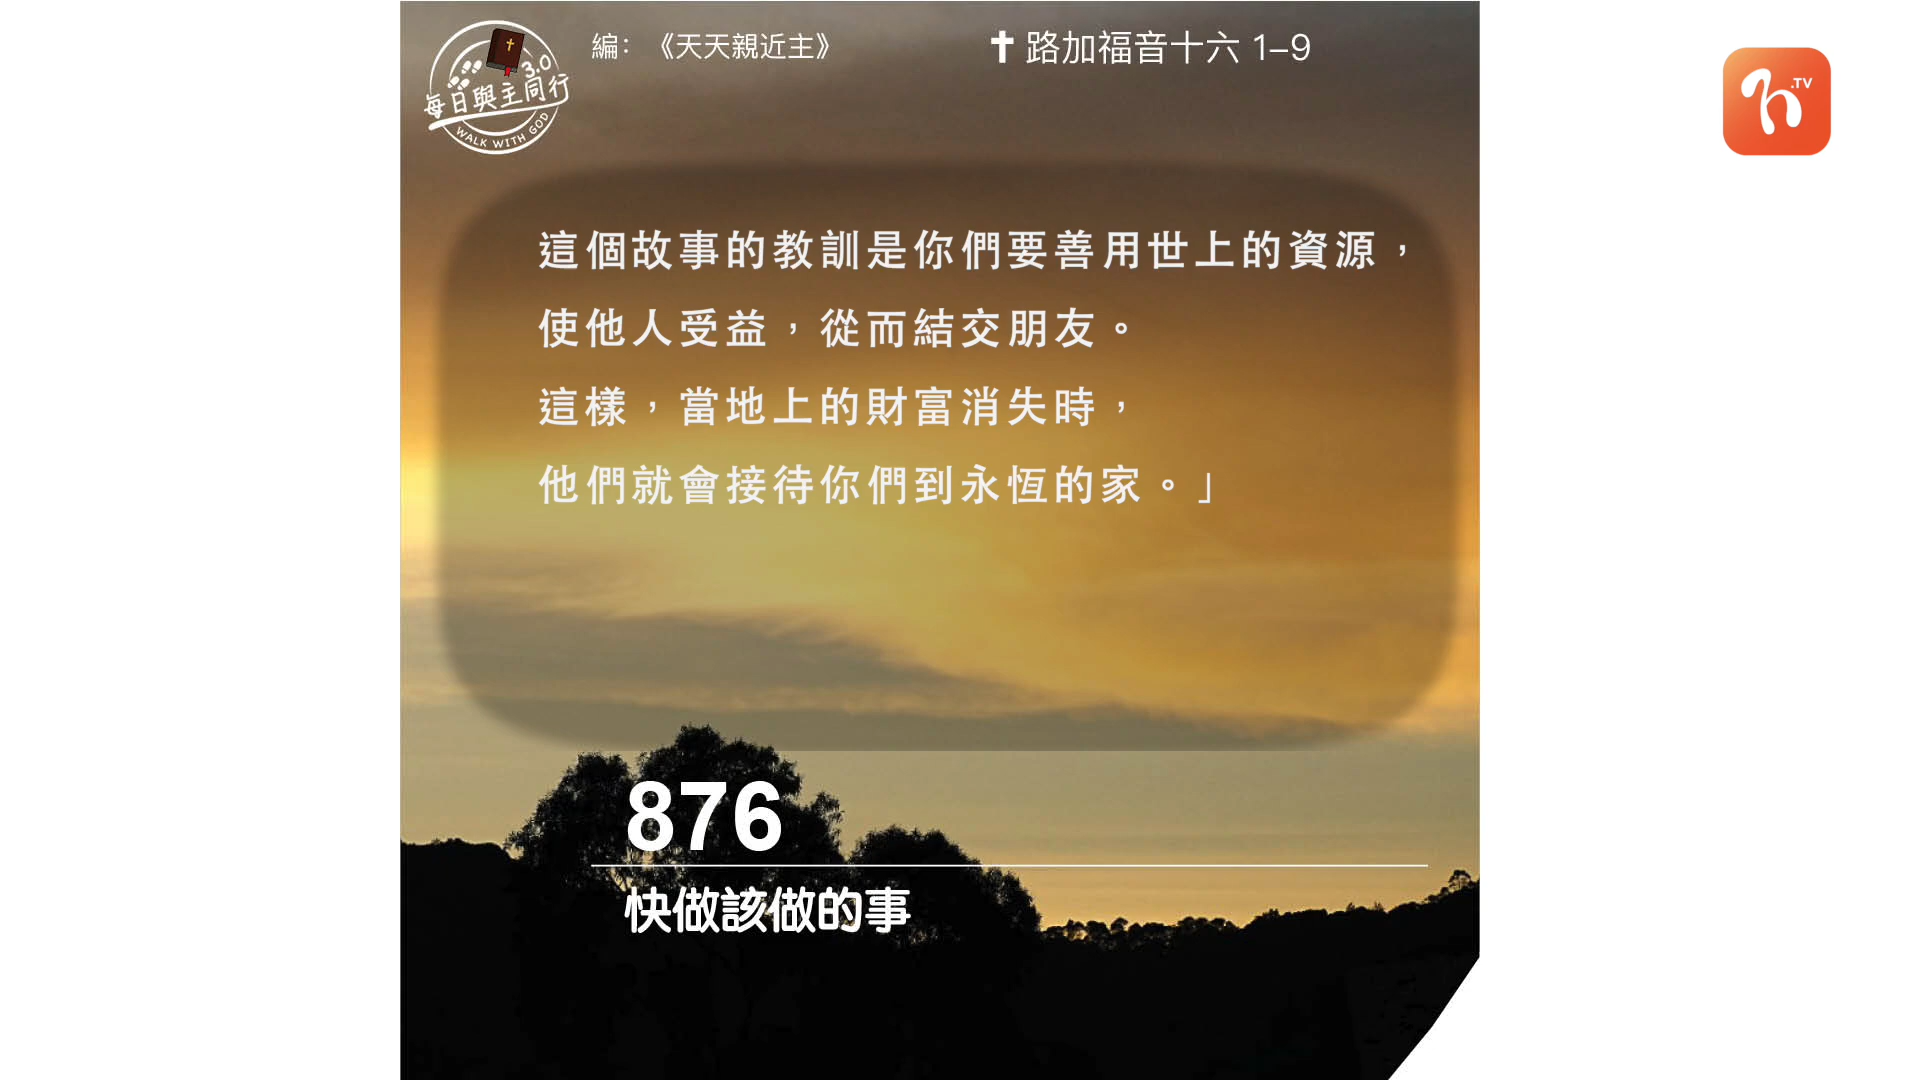 3.0
每日與主同行
WALK WITH GOD
編：《天天親近主》
路加福音十六 1–9
h.TV
這個故事的教訓是你們要善用世上的資源，
使他人受益，從而結交朋友。
這樣，當地上的財富消失時，
他們就會接待你們到永恆的家。」
876
快做該做的事